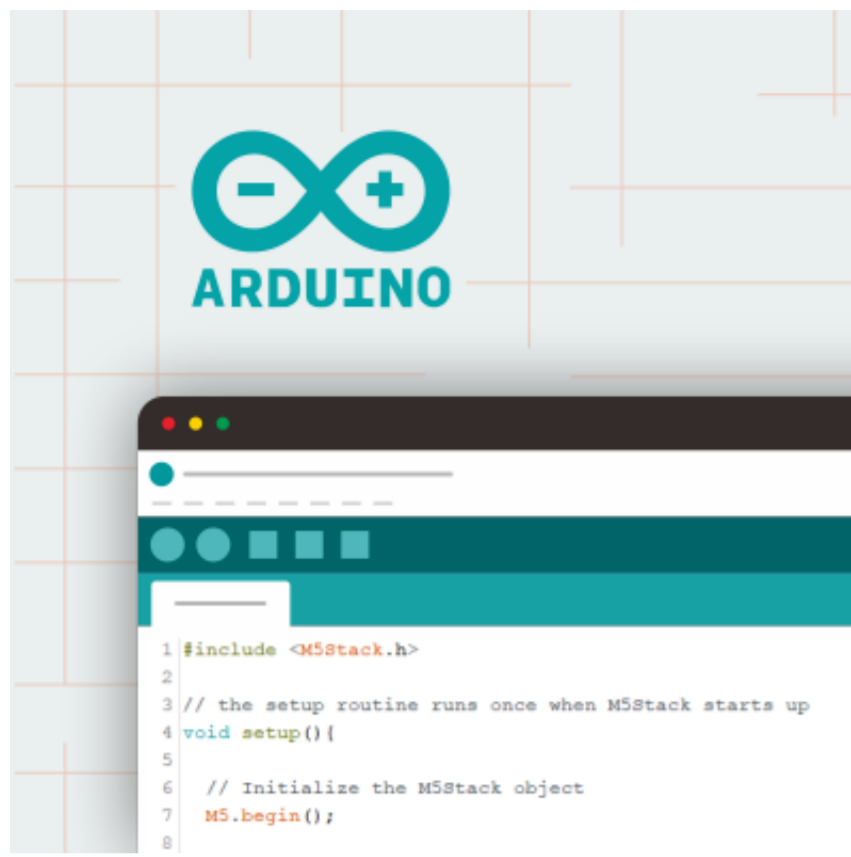 ARDUINO
1 #include <M5Stack.h>
2
3 // the setup routine runs once when M5Stack starts up
4 void setup(){
5
6 // Initialize the M5Stack object
7 M5.begin();
8